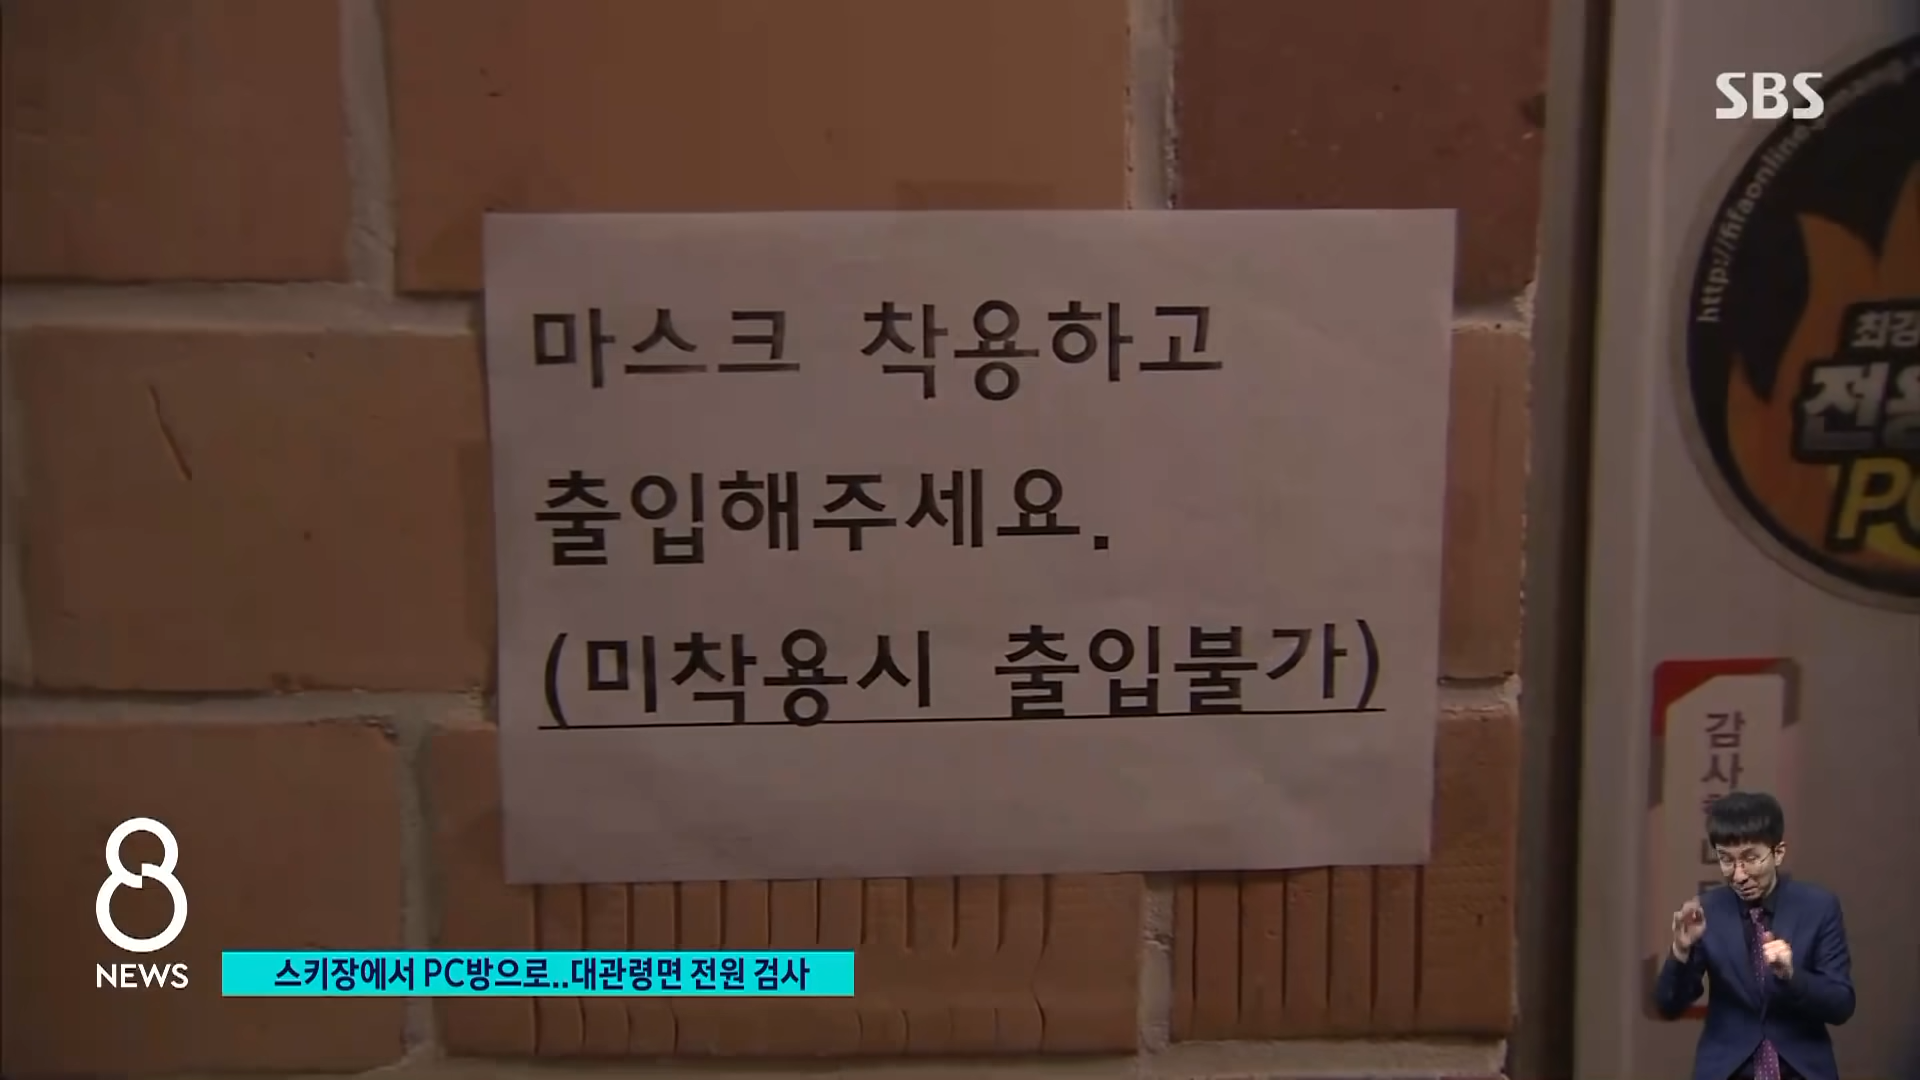 SBS
http://fifaonline
마스크 착용하고
출입해주세요.
(미착용시 출입불가)
8
NEWS
스키장에서 PC방으로..대관령면 전원 검사